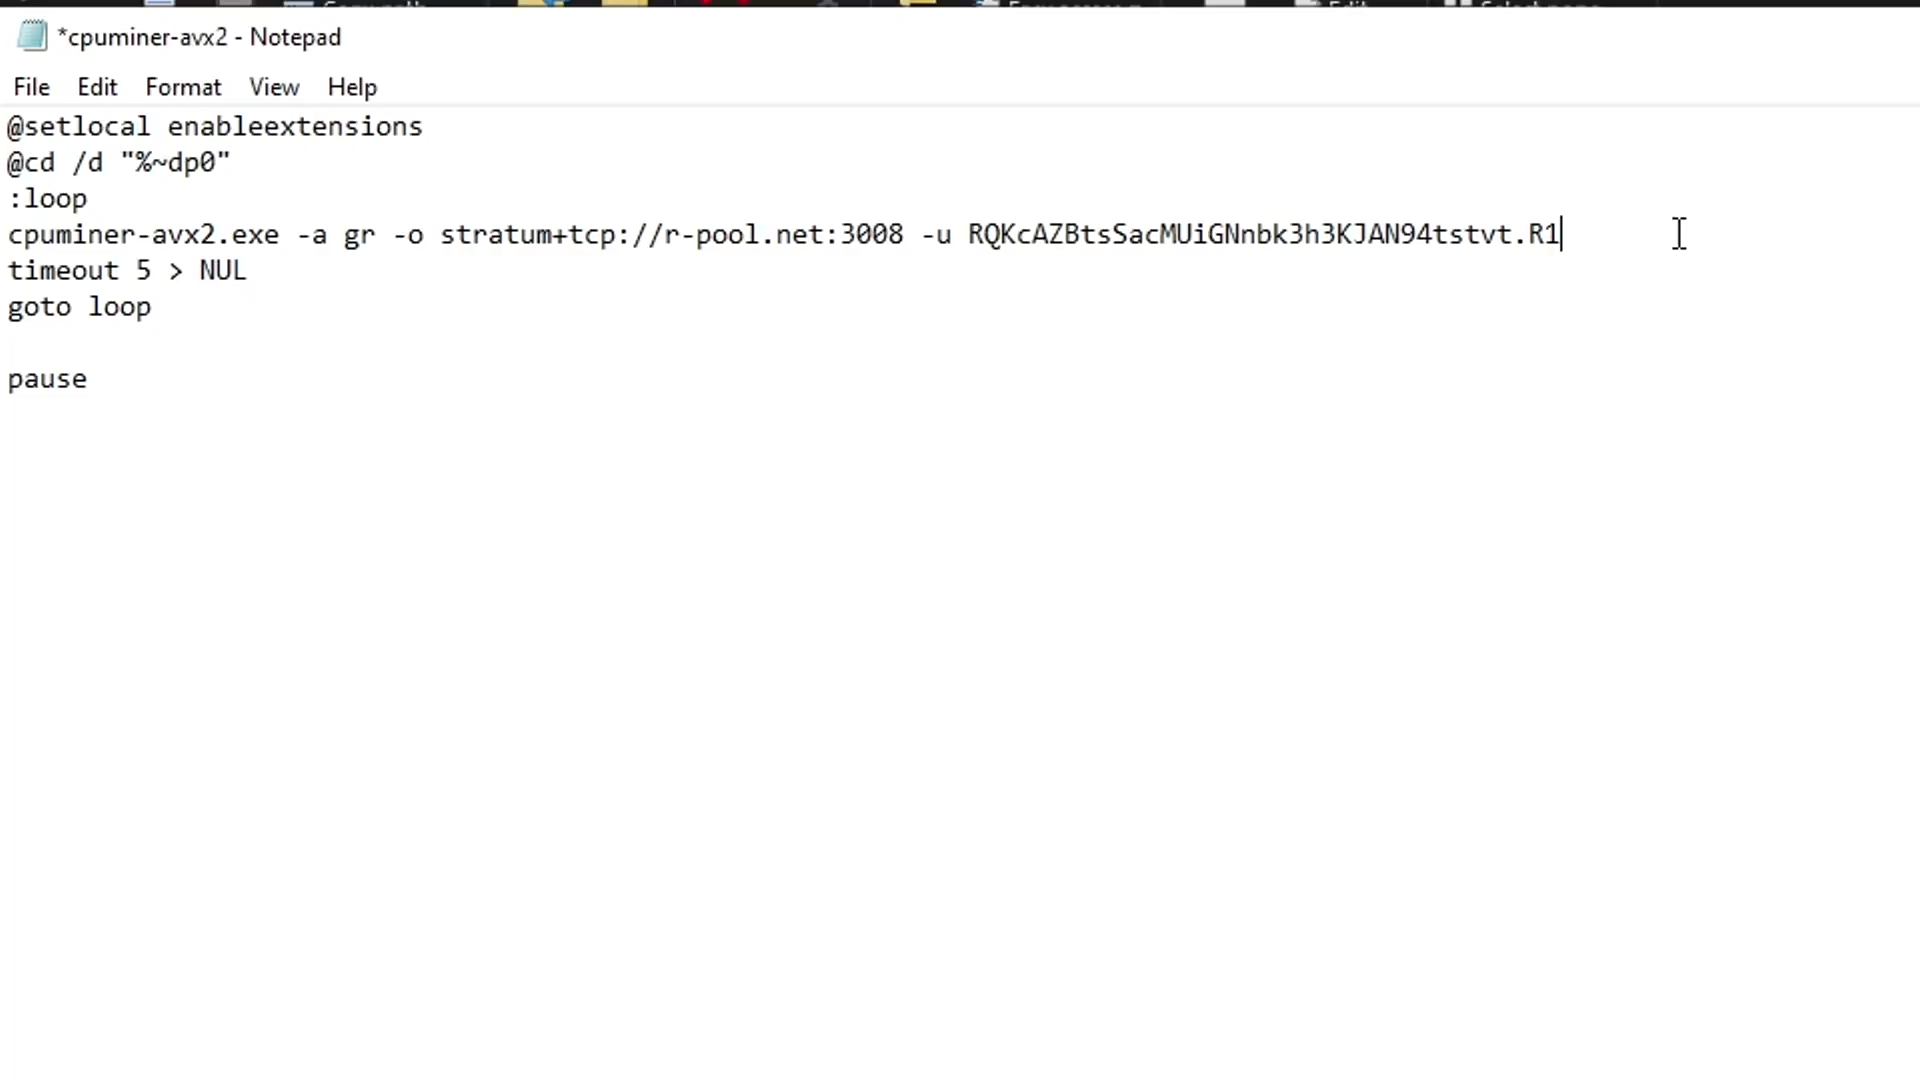 *cpuminer-avx2 - Notepad
File Edit Format View Help
@setlocal enableextensions
@cd /d "%~dp0"
:loop
cpuminer-avx2.exe -a gr -o stratum+tcp://r-pool.net:3008 -u RQKcAZBtsSacMUiGNnbk3h3KJAN94tstvt.R1
timeout 5 > NUL
goto loop
pause